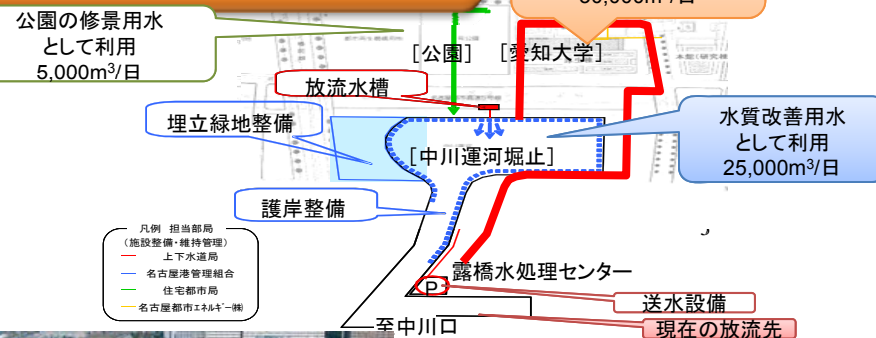 公園の修景用水
として利用
5,000m³/日
[公園]
[愛知大学]
放流水槽
埋立緑地整備
水質改善用水
として利用
25,000m³/日
[中川運河堀止]
護岸整備
凡例 担当部局
(施設整備・維持管理)
上下水道局
名古屋港管理組合
住宅都市局
名古屋都市エネルギー㈱
露橋水処理センター
P
送水設備
至中川口
現在の放流先